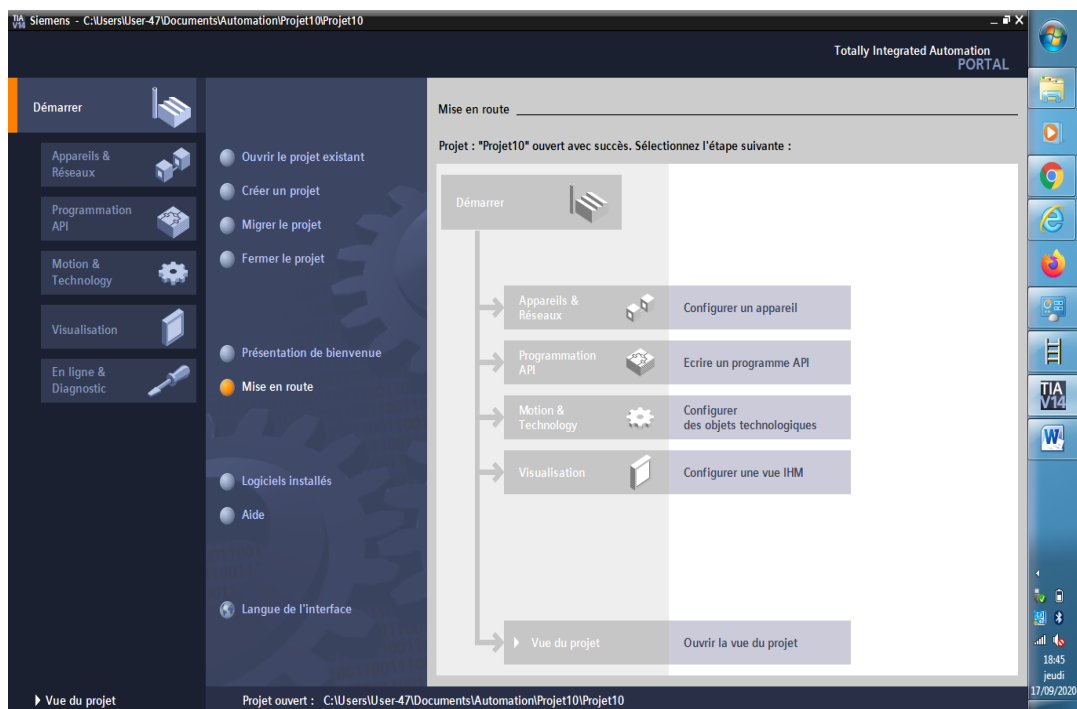 TIA
V14
Siemens - C:\Users\User-47\Documents\Automation\Projet10\Projet10
Totally Integrated Automation
PORTAL
Démarrer
Appareils &
Réseaux
Programmation
API
Motion &
Technology
Visualisation
En ligne &
Diagnostic
Ouvrir le projet existant
Créer un projet
Migrer le projet
Fermer le projet
Présentation de bienvenue
Mise en route
Logiciels installés
Aide
Langue de l'interface
Mise en route
Projet : "Projet10" ouvert avec succès. Sélectionnez l'étape suivante :
Démarrer
Appareils &
Réseaux
Configurer un appareil
Programmation
API
Ecrire un programme API
Motion &
Technology
Configurer
des objets technologiques
Visualisation
Configurer une vue IHM
Vue du projet
Ouvrir la vue du projet
Vue du projet
Projet ouvert : C:\Users\User-47\Documents\Automation\Projet10\Projet10
TIA
V14
W
18:45
jeudi
17/09/2020